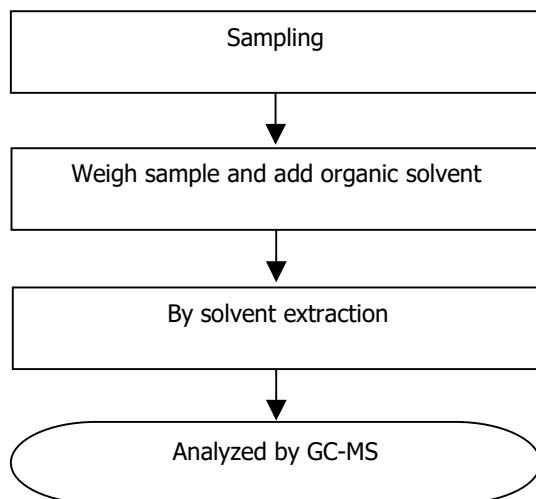 Sampling
Weigh sample and add organic solvent
By solvent extraction
Analyzed by GC-MS